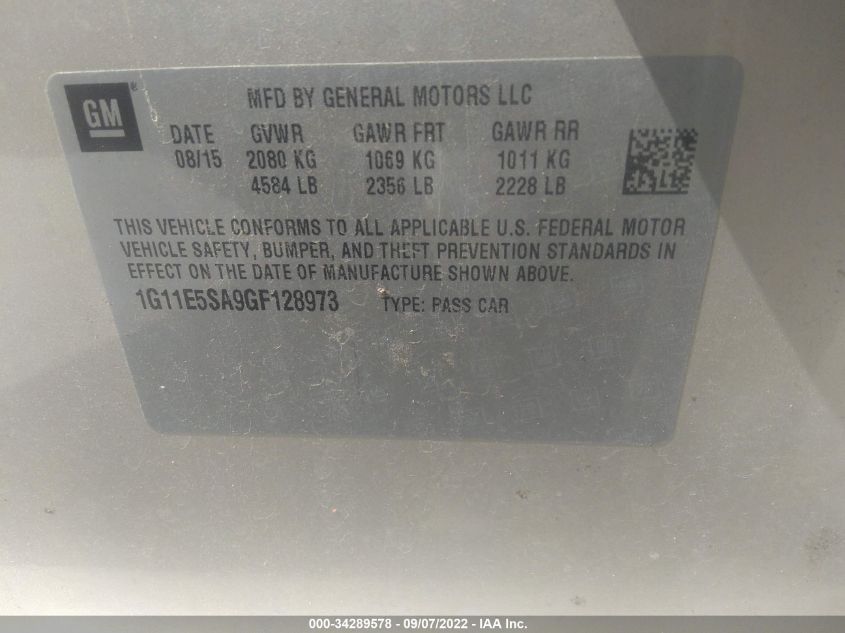 GM ® MFD BY GENERAL MOTORS LLC
DATE GVWR GAWR FRT GAWR RR
08/15 2080 KG 1069 KG 1011 KG
4584 LB 2356 LB 2228 LB
THIS VEHICLE CONFORMS TO ALL APPLICABLE U.S. FEDERAL MOTOR
VEHICLE SAFETY, BUMPER, AND THEFT PREVENTION STANDARDS IN
EFFECT ON THE DATE OF MANUFACTURE SHOWN ABOVE.
1G11E5SA9GF128973 TYPE: PASS CAR
000-34289578 - 09/07/2022 - IAA Inc.